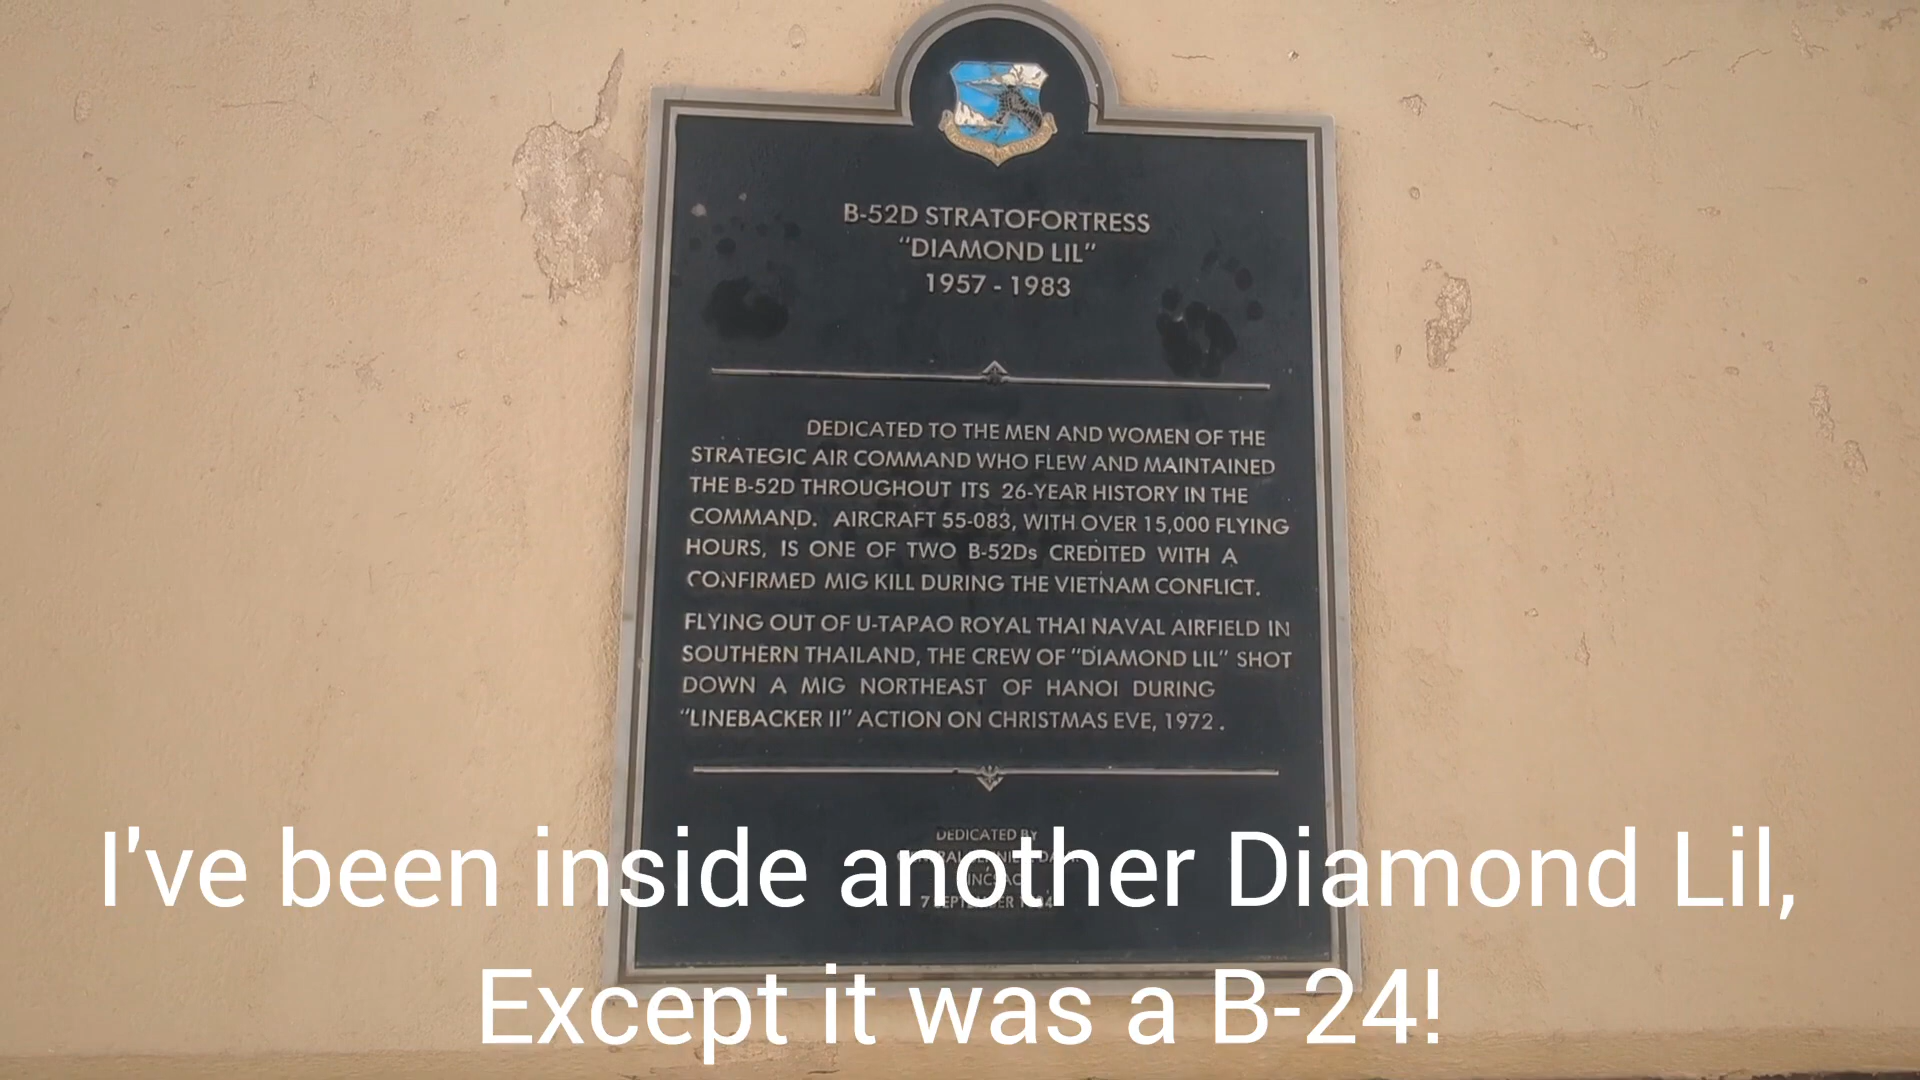 B-52D STRATOFORTRESS
"DIAMOND LIL"
1957 - 1983
DEDICATED TO THE MEN AND WOMEN OF THE
STRATEGIC AIR COMMAND WHO FLEW AND MAINTAINED
THE B-52D THROUGHOUT ITS 26-YEAR HISTORY IN THE
COMMAND. AIRCRAFT 55-083, WITH OVER 15,000 FLYING
HOURS, IS ONE OF TWO B-52Ds CREDITED WITH A
CONFIRMED MIG KILL DURING THE VIETNAM CONFLICT.
FLYING OUT OF U-TAPAO ROYAL THAI NAVAL AIRFIELD IN
SOUTHERN THAILAND, THE CREW OF "DIAMOND LIL" SHOT
DOWN A MIG NORTHEAST OF HANOI DURING
"LINEBACKER II" ACTION ON CHRISTMAS EVE, 1972.
DEDICATED BY
7 SEPTEMBER
I've been inside another Diamond Lil,
Except it was a B-24!